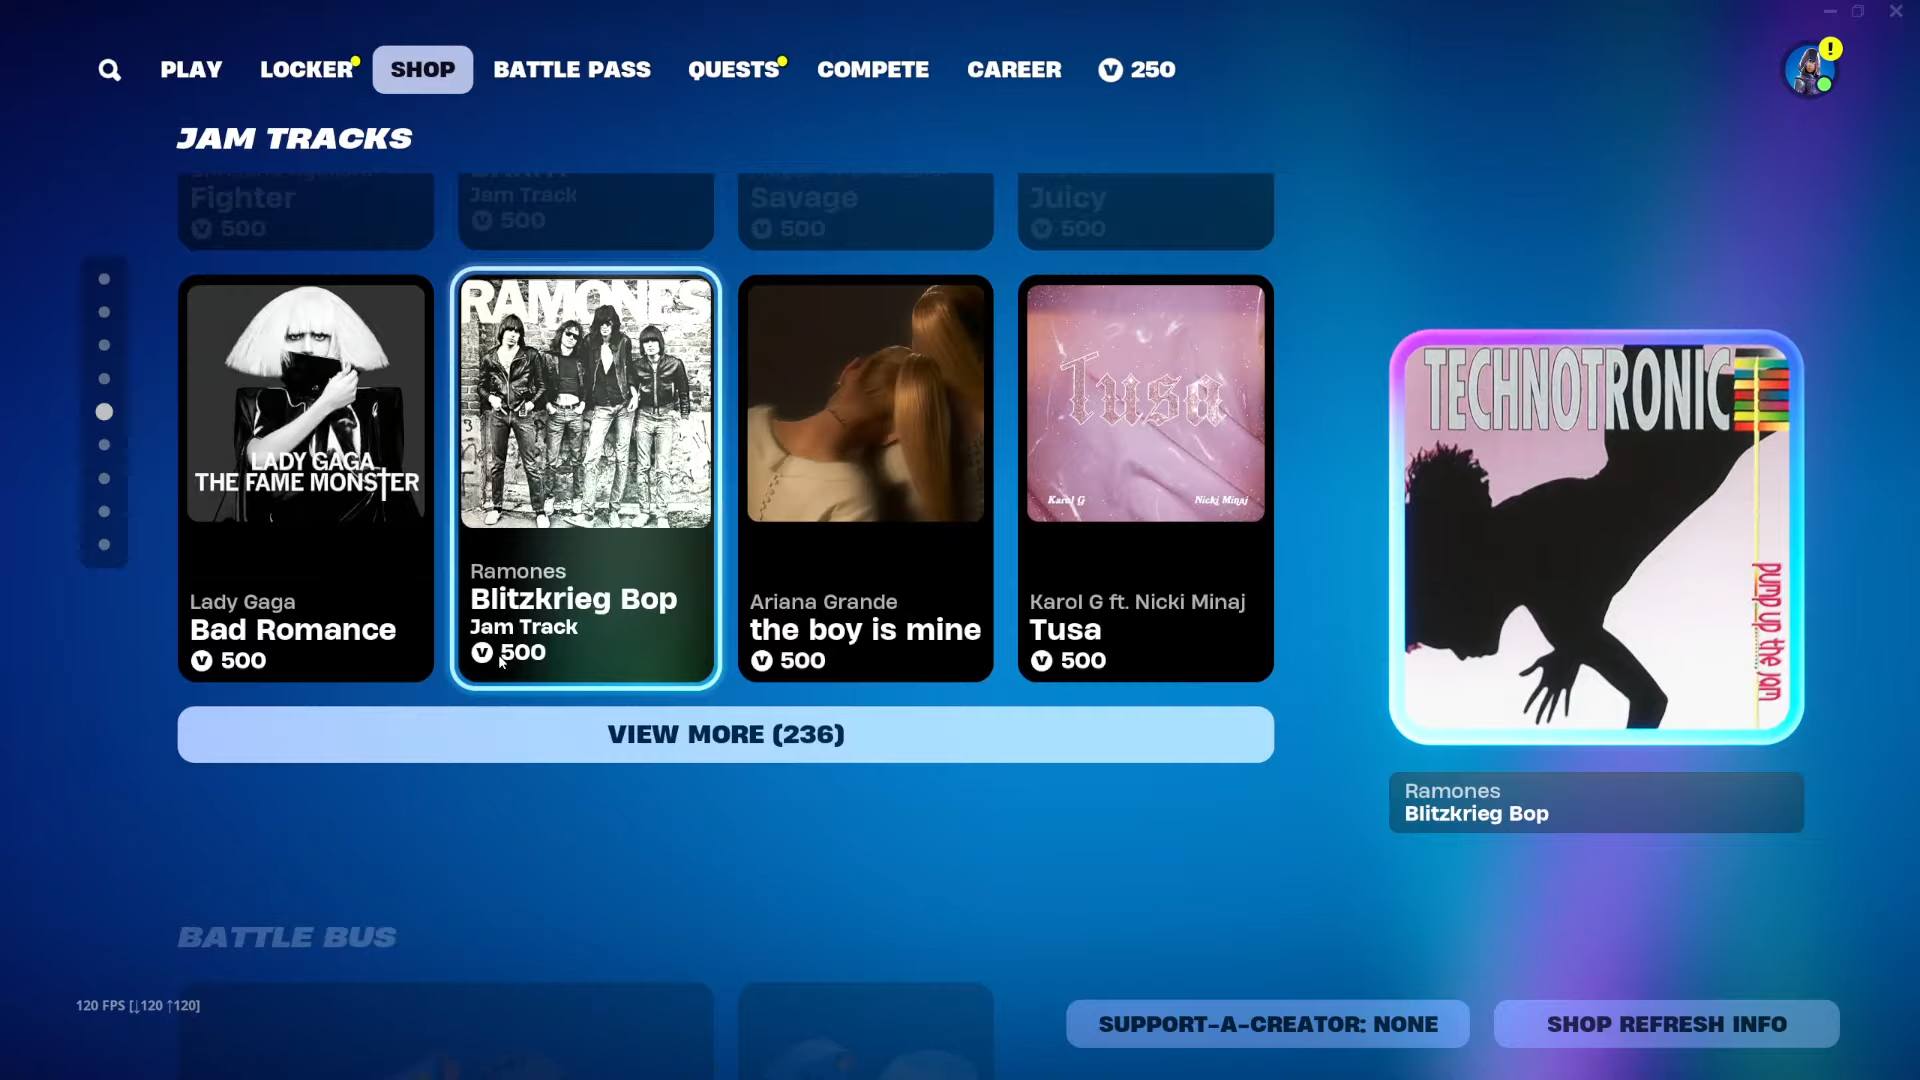 PLAY
LOCKER
SHOP
BATTLE PASS
QUESTS
COMPETE
CAREER
V 250
!
JAM TRACKS
Fighter
V 500
Jam Track
V 500
Savage
V 500
Juicy
V 500
LADY GAGA
THE FAME MONSTER
Lady Gaga
Bad Romance
V 500
RAMONES
Ramones
Blitzkrieg Bop
Jam Track
V 500
Ariana Grande
the boy is mine
V 500
Tusa
Karol G
Nicki Minaj
Karol G ft. Nicki Minaj
Tusa
V 500
VIEW MORE (236)
TECHNOTRONIC
pump up the jam
Ramones
Blitzkrieg Bop
BATTLE BUS
120 FPS [↓120 ↑120]
SUPPORT-A-CREATOR: NONE
SHOP REFRESH INFO